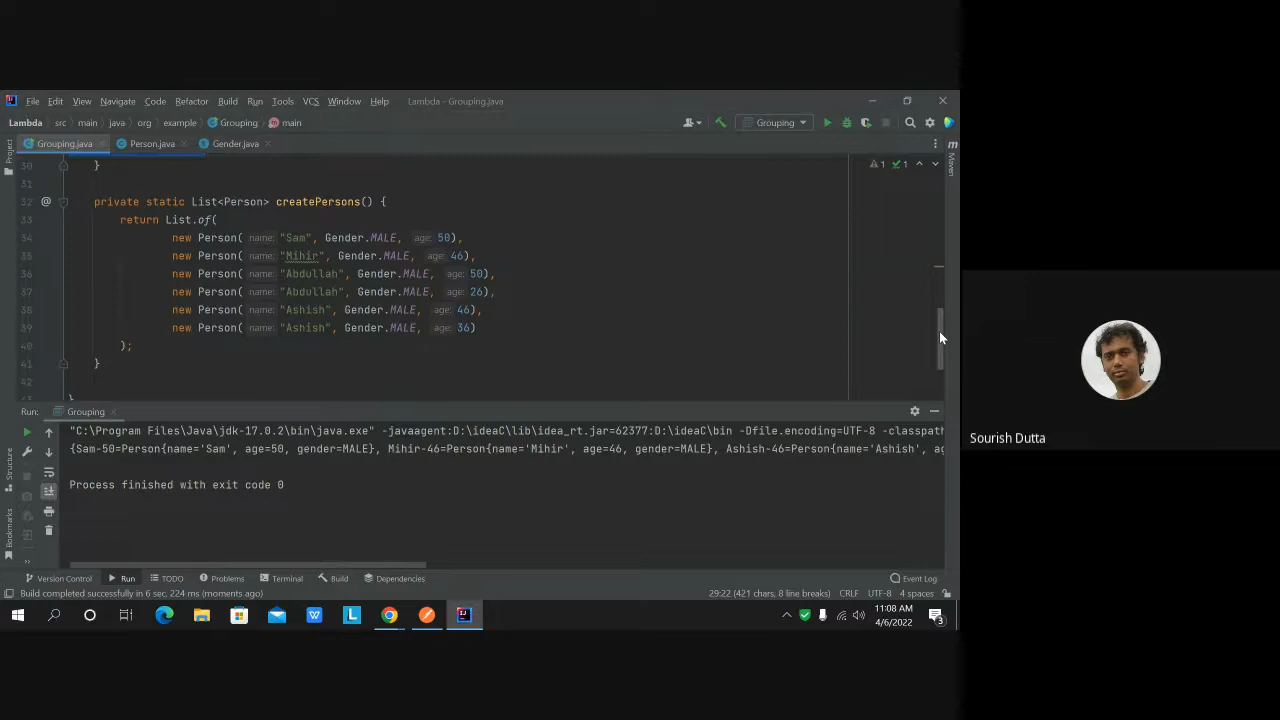 File Edit View Navigate Code Refactor Build Run Tools VCS Window Help Lambda - Grouping.java
Lambda src main java org example Grouping main Grouping
Project Grouping.java Person.java Gender.java Maven
30 }
1 1
31
32 private static List<Person> createPersons() {
33 return List.of(
34 new Person( name: "Sam", Gender.MALE, age: 50),
35 new Person( name: "Mihir", Gender.MALE, age: 46),
36 new Person( name: "Abdullah", Gender.MALE, age: 50),
37 new Person( name: "Abdullah", Gender.MALE, age: 26),
38 new Person( name: "Ashish", Gender.MALE, age: 46),
39 new Person( name: "Ashish", Gender.MALE, age: 36)
40 );
41 }
42
}
Run: Grouping
"C:\Program Files\Java\jdk-17.0.2\bin\java.exe" -javaagent:D:\ideaC\lib\idea_rt.jar=62377:D:\ideaC\bin -Dfile.encoding=UTF-8 -classpath
{Sam-50=Person{name='Sam', age=50, gender=MALE}, Mihir-46=Person{name='Mihir', age=46, gender=MALE}, Ashish-46=Person{name='Ashish', ag
Process finished with exit code 0
Structure
Bookmarks
Version Control Run TODO Problems Terminal Build Dependencies Event Log
Build completed successfully in 6 sec, 224 ms (moments ago) 29:22 (421 chars, 8 line breaks) CRLF UTF-8 4 spaces
11:08 AM
4/6/2022
3
Sourish Dutta